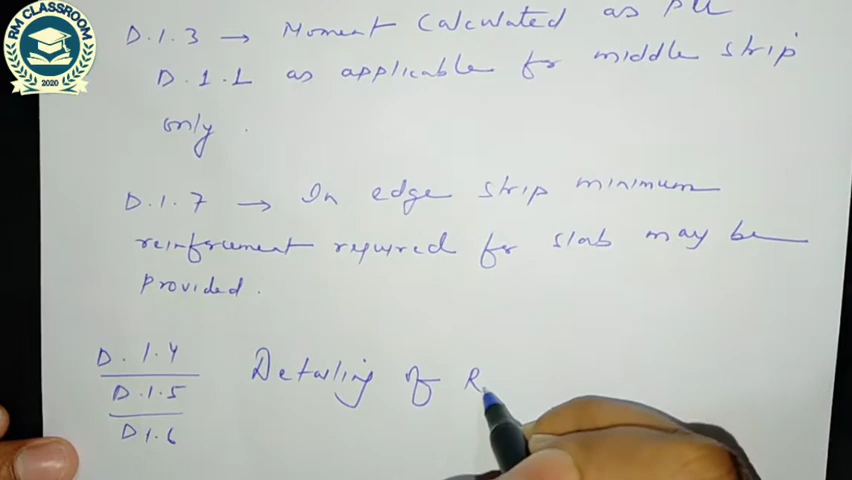 RM CLASSROOM
2020
D.1.3 → Moment Calculated as per
D.1.1 as applicable for middle strip
only.
D.1.7 → In edge strip minimum
reinforcement required for slab may be
provided.
D.1.4 Detailing of R
D.1.5
D1.6